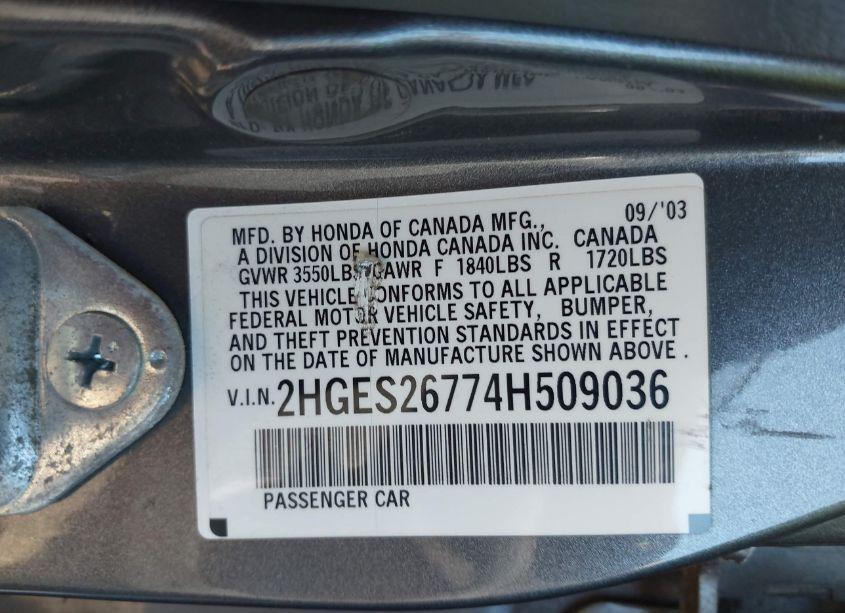 09/'03
MFD. BY HONDA OF CANADA MFG.,
A DIVISION OF HONDA CANADA INC. CANADA
GVWR 3550LBS GAWR F 1840LBS R 1720LBS
THIS VEHICLE CONFORMS TO ALL APPLICABLE
FEDERAL MOTOR VEHICLE SAFETY, BUMPER,
AND THEFT PREVENTION STANDARDS IN EFFECT
ON THE DATE OF MANUFACTURE SHOWN ABOVE.
V.I.N. 2HGES26774H509036
PASSENGER CAR